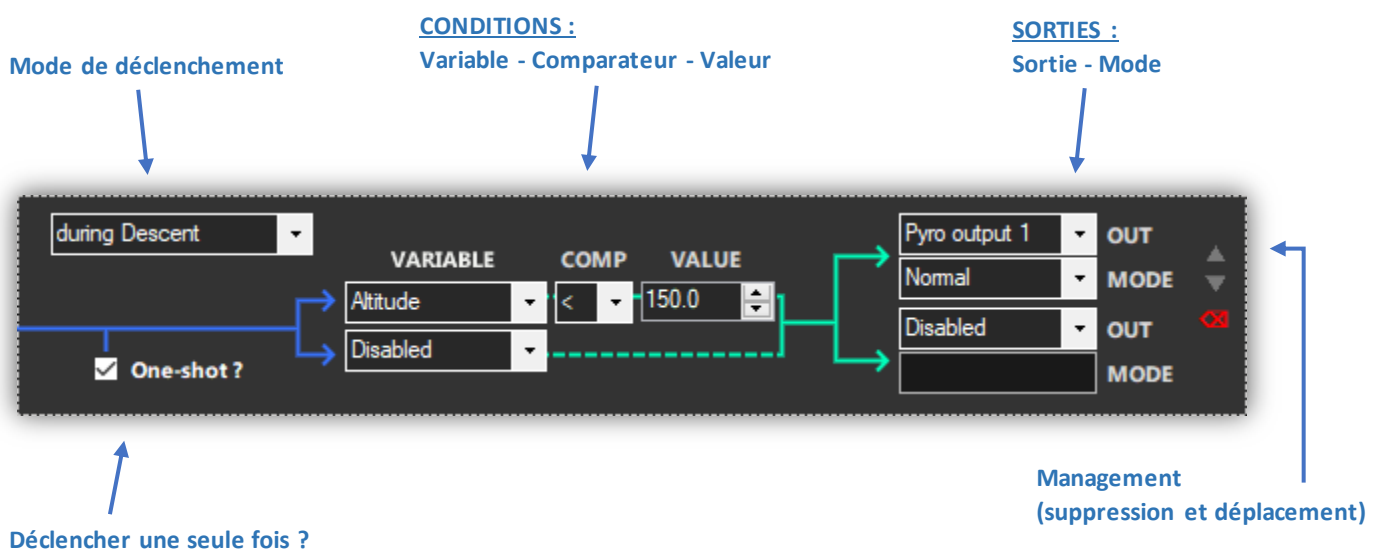 CONDITIONS :
Variable - Comparateur - Valeur
SORTIES :
Sortie - Mode
Mode de déclenchement
during Descent
VARIABLE COMP VALUE
Altitude < 150.0
Disabled
One-shot ?
Pyro output 1 OUT
Normal MODE
Disabled OUT
MODE
Management
(suppression et déplacement)
Déclencher une seule fois ?